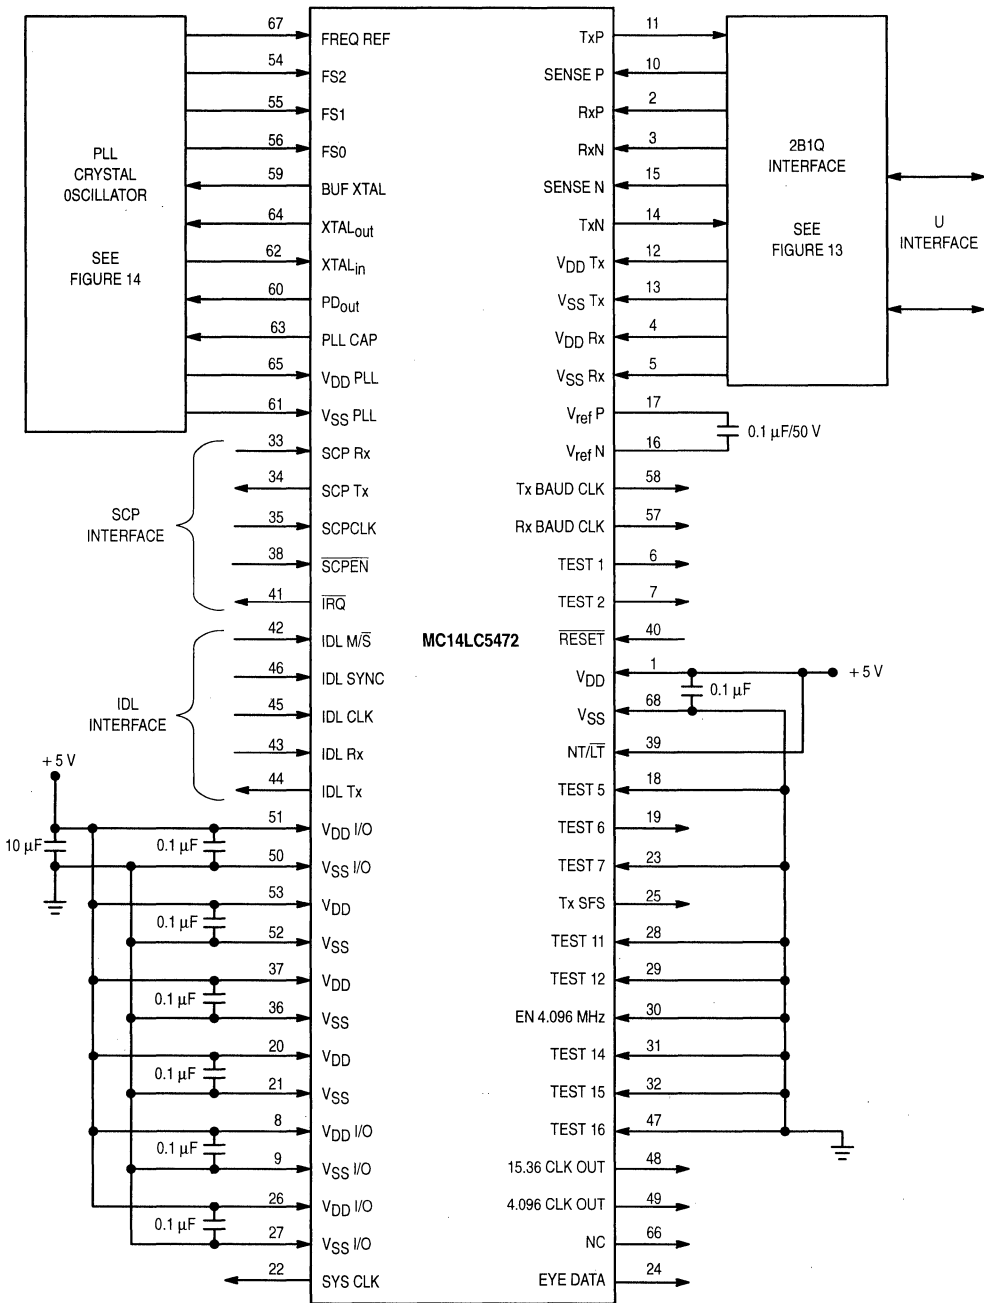 67 FREQ REF
54 FS2
55 FS1
56 FS0
59 BUF XTAL
64 XTALout
62 XTALin
60 PDout
63 PLL CAP
65 VDD PLL
61 VSS PLL
PLL
CRYSTAL
0SCILLATOR
SEE
FIGURE 14
33 SCP Rx
34 SCP Tx
35 SCPCLK
38 SCPEN
41 IRQ
SCP
INTERFACE
42 IDL M/S
46 IDL SYNC
45 IDL CLK
43 IDL Rx
44 IDL Tx
IDL
INTERFACE
+ 5 V
10 µF
51 VDD I/O
0.1 µF
50 VSS I/O
53 VDD
0.1 µF
52 VSS
37 VDD
0.1 µF
36 VSS
20 VDD
0.1 µF
21 VSS
8 VDD I/O
0.1 µF
9 VSS I/O
26 VDD I/O
0.1 µF
27 VSS I/O
22 SYS CLK
MC14LC5472
TxP 11
SENSE P 10
RxP 2
RxN 3
SENSE N 15
TxN 14
VDD Tx 12
VSS Tx 13
VDD Rx 4
VSS Rx 5
2B1Q
INTERFACE
SEE
FIGURE 13
U
INTERFACE
Vref P 17
0.1 µF/50 V
Vref N 16
Tx BAUD CLK 58
Rx BAUD CLK 57
TEST 1 6
TEST 2 7
RESET 40
VDD 1
+ 5 V
0.1 µF
VSS 68
NT/LT 39
TEST 5 18
TEST 6 19
TEST 7 23
Tx SFS 25
TEST 11 28
TEST 12 29
EN 4.096 MHz 30
TEST 14 31
TEST 15 32
TEST 16 47
15.36 CLK OUT 48
4.096 CLK OUT 49
NC 66
EYE DATA 24